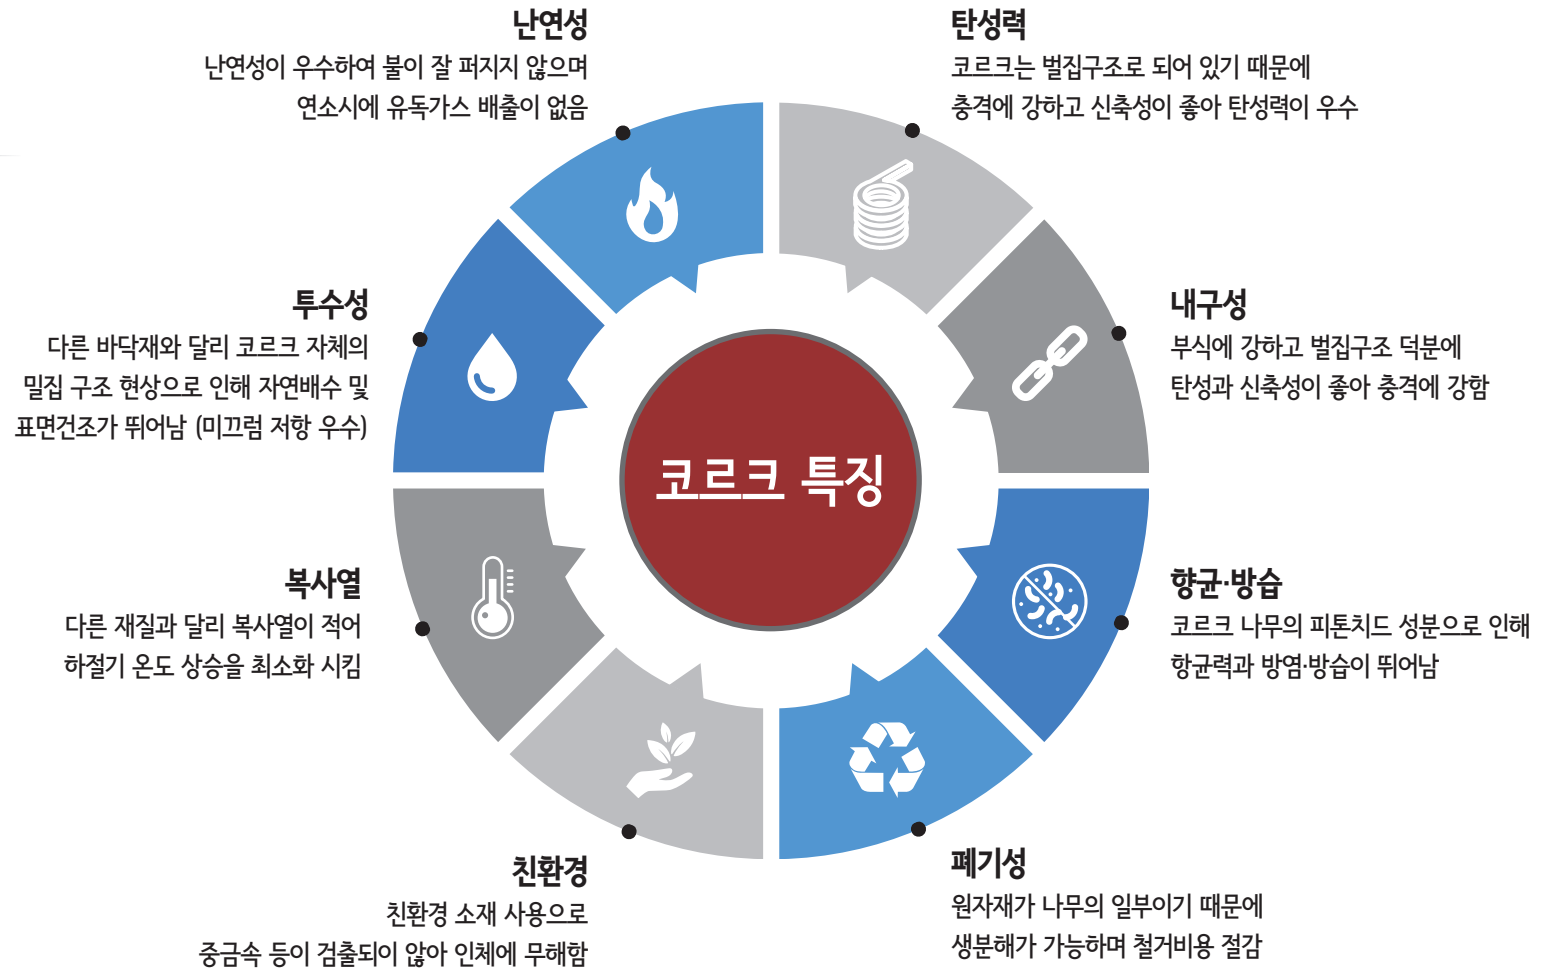 난연성
난연성이 우수하여 불이 잘 퍼지지 않으며
연소시에 유독가스 배출이 없음
탄성력
코르크는 벌집구조로 되어 있기 때문에
충격에 강하고 신축성이 좋아 탄성력이 우수
투수성
다른 바닥재와 달리 코르크 자체의
밀집 구조 현상으로 인해 자연배수 및
표면건조가 뛰어남 (미끄럼 저항 우수)
내구성
부식에 강하고 벌집구조 덕분에
탄성과 신축성이 좋아 충격에 강함
코르크 특징
복사열
다른 재질과 달리 복사열이 적어
하절기 온도 상승을 최소화 시킴
향균·방습
코르크 나무의 피톤치드 성분으로 인해
항균력과 방염·방습이 뛰어남
친환경
친환경 소재 사용으로
중금속 등이 검출되이 않아 인체에 무해함
폐기성
원자재가 나무의 일부이기 때문에
생분해가 가능하며 철거비용 절감